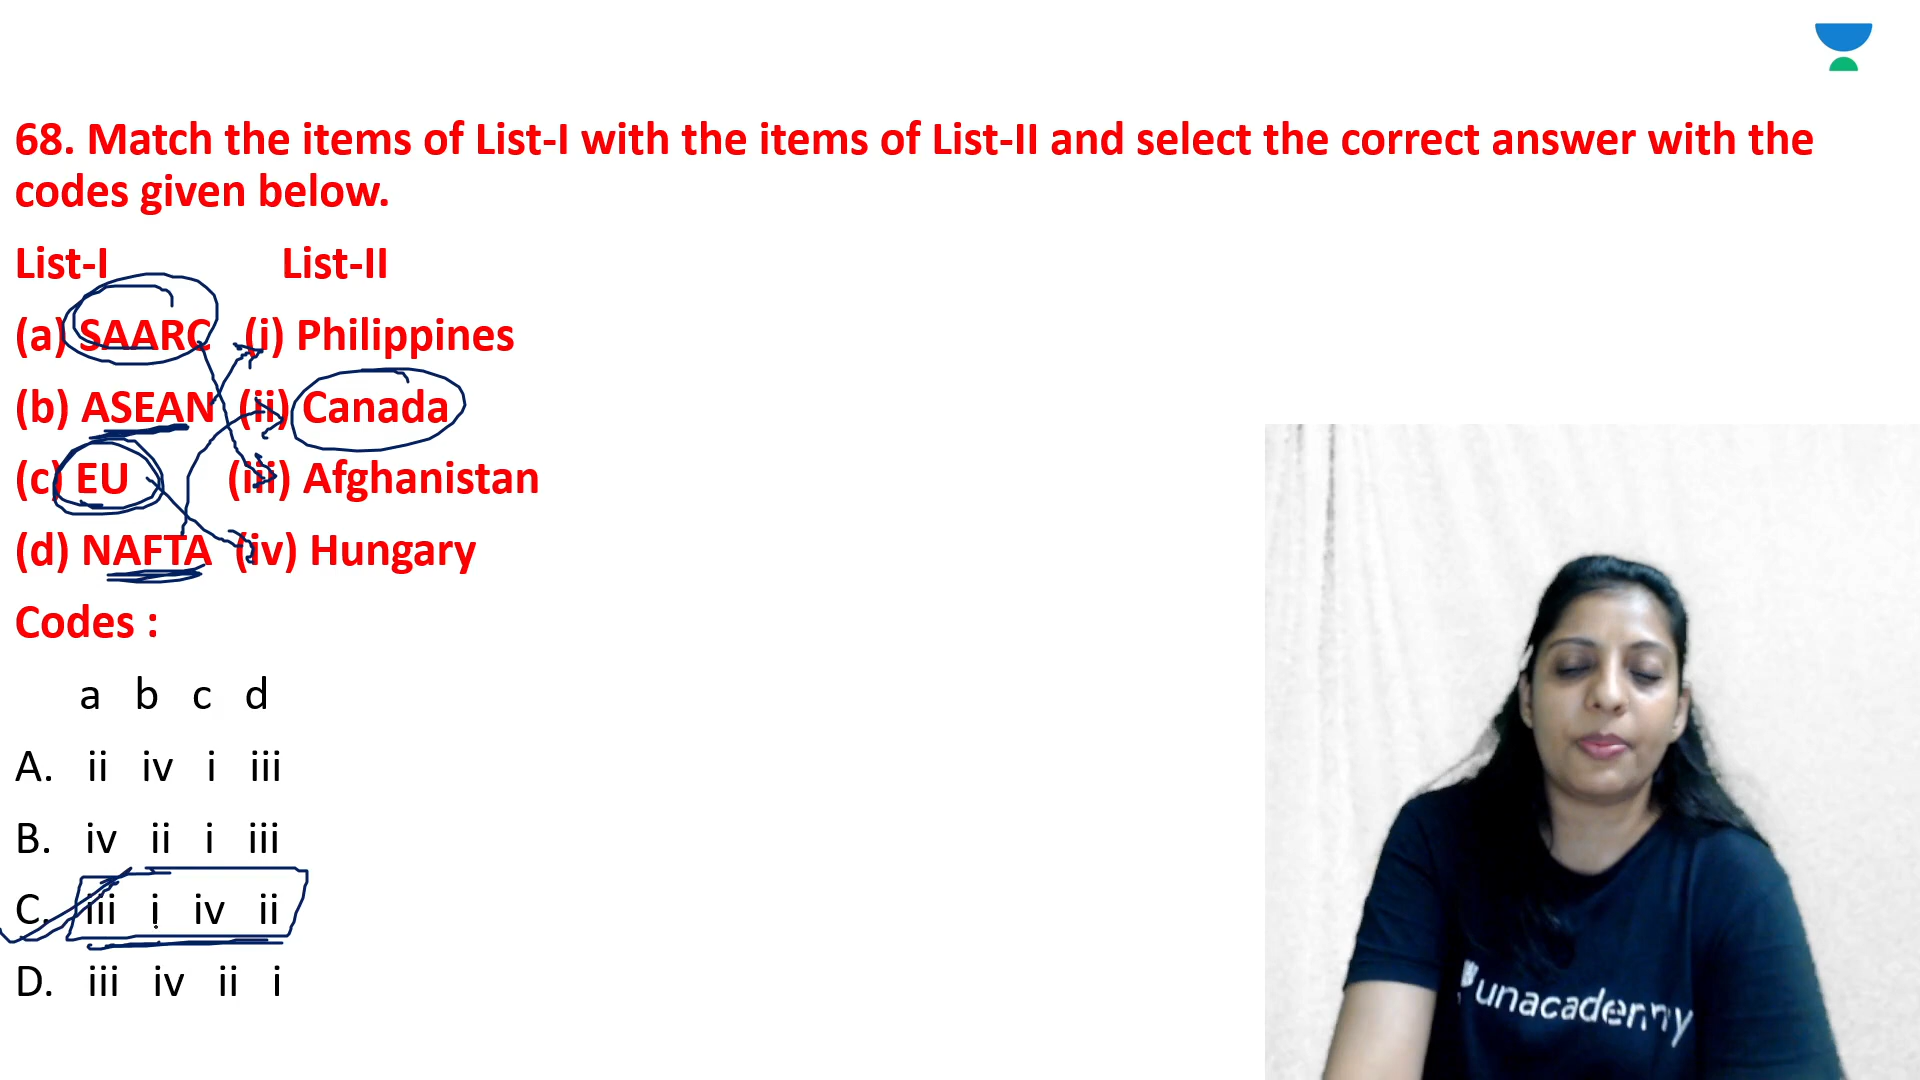 68. Match the items of List-I with the items of List-II and select the correct answer with the
codes given below.
List-I List-II
(a) SAARC (i) Philippines
(b) ASEAN (ii) Canada
(c) EU (iii) Afghanistan
(d) NAFTA (iv) Hungary
Codes :
a b c d
A. ii iv i iii
B. iv ii i iii
C. iii i iv ii
D. iii iv ii i
unacademy